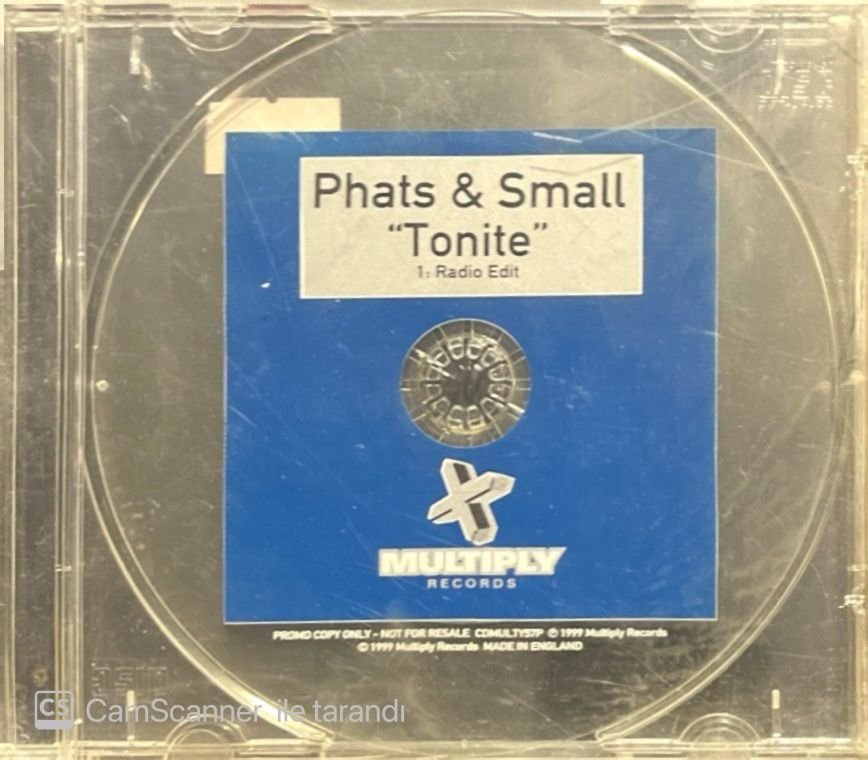 Phats & Small
“Tonite”
1: Radio Edit
MULTIPLY
RECORDS
PROMO COPY ONLY - NOT FOR RESALE CDMULTY57P ℗ 1999 Multiply Records
© 1999 Multiply Records MADE IN ENGLAND
CS CamScanner ile tarandı